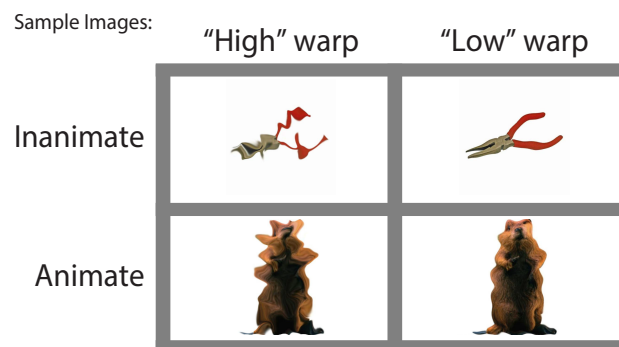 Sample Images:
“High” warp
“Low” warp
Inanimate
Animate